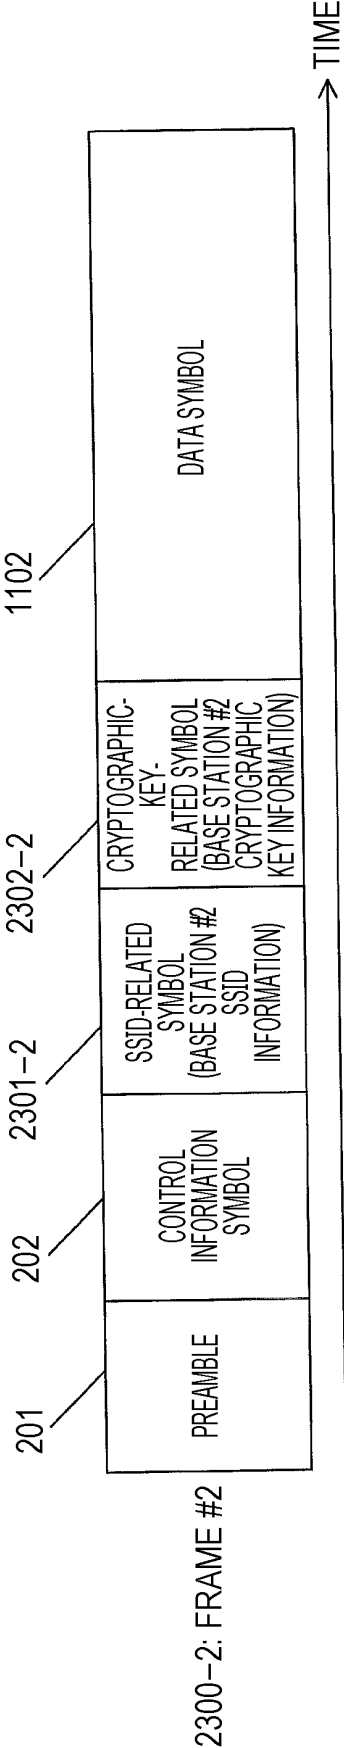 2300-2: FRAME #2
201
PREAMBLE
202
CONTROL
INFORMATION
SYMBOL
2301-2
SSID-RELATED
SYMBOL
(BASE STATION #2
SSID
INFORMATION)
2302-2
CRYPTOGRAPHIC-
KEY-
RELATED SYMBOL
(BASE STATION #2
CRYPTOGRAPHIC
KEY INFORMATION)
1102
DATA SYMBOL
TIME